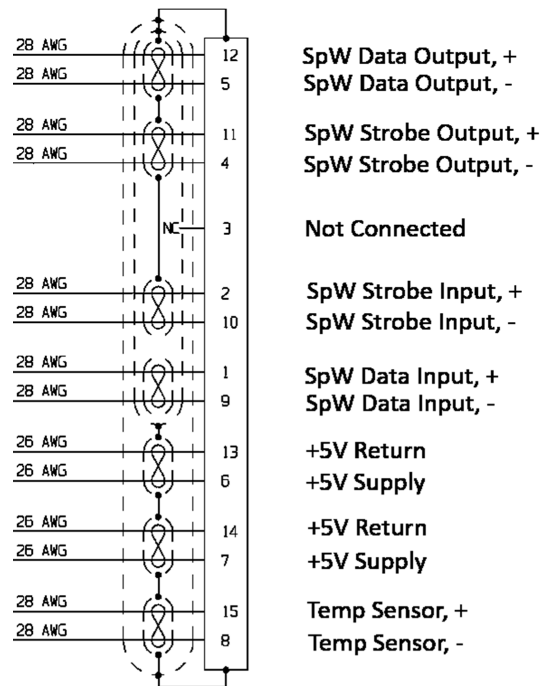 28 AWG 12 SpW Data Output, +
28 AWG 5 SpW Data Output, -
28 AWG 11 SpW Strobe Output, +
28 AWG 4 SpW Strobe Output, -
NC 3 Not Connected
28 AWG 2 SpW Strobe Input, +
28 AWG 10 SpW Strobe Input, -
28 AWG 1 SpW Data Input, +
28 AWG 9 SpW Data Input, -
26 AWG 13 +5V Return
26 AWG 6 +5V Supply
26 AWG 14 +5V Return
26 AWG 7 +5V Supply
28 AWG 15 Temp Sensor, +
28 AWG 8 Temp Sensor, -